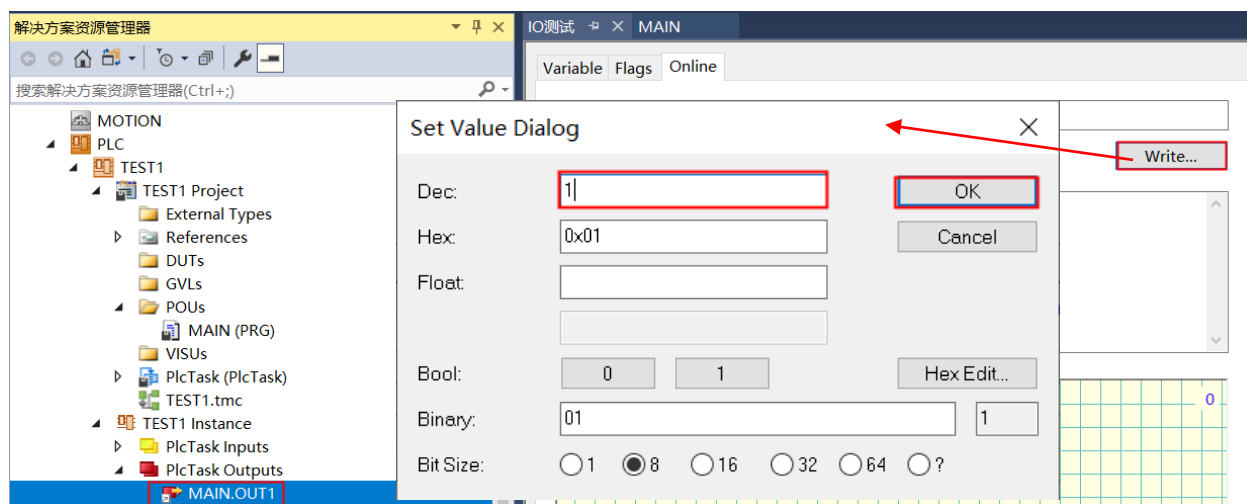 解决方案资源管理器
搜索解决方案资源管理器(Ctrl+;)
MOTION
PLC
TEST1
TEST1 Project
External Types
References
DUTs
GVLs
POUs
MAIN (PRG)
VISUs
PlcTask (PlcTask)
TEST1.tmc
TEST1 Instance
PlcTask Inputs
PlcTask Outputs
MAIN.OUT1
IO测试 MAIN
Variable Flags Online
Write...
Set Value Dialog
Dec: 1 OK
Hex: 0x01 Cancel
Float:
Bool: 0 1 Hex Edit...
Binary: 01 1
Bit Size: 1 8 16 32 64 ?
0